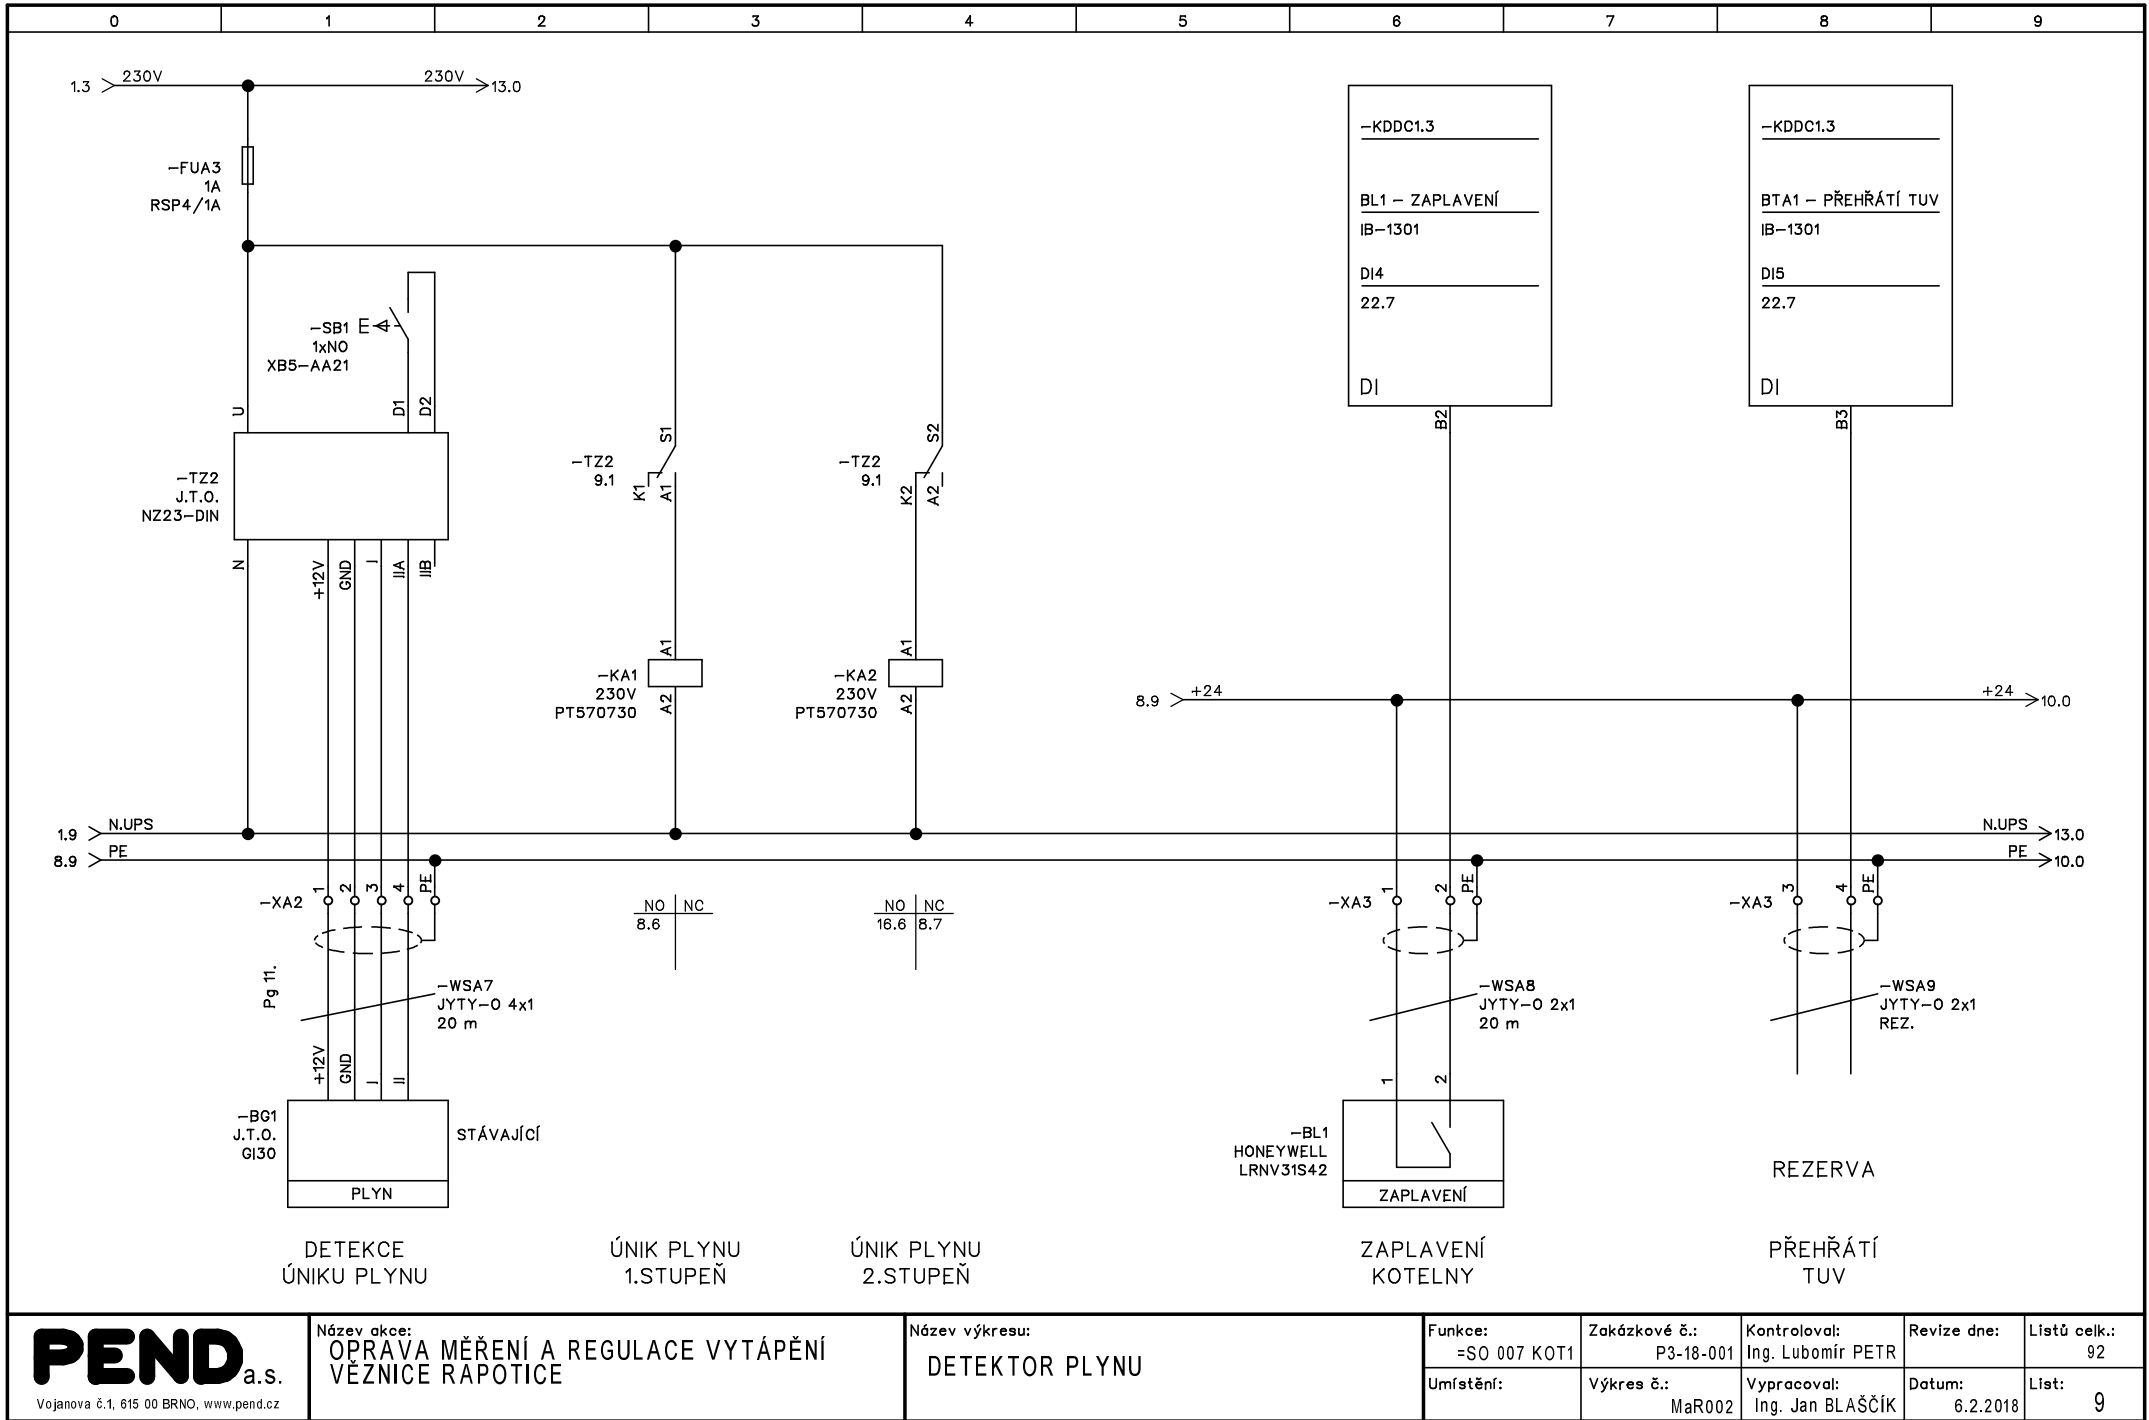 0 1 2 3 4 5 6 7 8 9
1.3 230V 230V 13.0
-FUA3
1A
RSP4/1A
-SB1
1xNO
XB5-AA21
E
U D1 D2
-TZ2
J.T.O.
NZ23-DIN
N +12V GND I IIA IIB
S1
-TZ2
9.1
K1 A1
S2
-TZ2
9.1
K2 A2
A1
-KA1
230V
PT570730
A2
A1
-KA2
230V
PT570730
A2
-KDDC1.3
BL1 - ZAPLAVENÍ
IB-1301
DI4
22.7
DI
B2
-KDDC1.3
BTA1 - PŘEHŘÁTÍ TUV
IB-1301
DI5
22.7
DI
B3
8.9 +24 +24 10.0
1.9 N.UPS N.UPS 13.0
8.9 PE PE 10.0
-XA2 1 2 3 4 PE
NO NC
8.6
NO NC
16.6 8.7
-XA3 1 2 PE
-XA3 3 4 PE
Pg 11.
-WSA7
JYTY-O 4x1
20 m
-WSA8
JYTY-O 2x1
20 m
-WSA9
JYTY-O 2x1
REZ.
+12V GND I II
-BG1
J.T.O.
GI30
STÁVAJÍCÍ
PLYN
1 2
-BL1
HONEYWELL
LRNV31S42
ZAPLAVENÍ
REZERVA
DETEKCE
ÚNIKU PLYNU
ÚNIK PLYNU
1.STUPEŇ
ÚNIK PLYNU
2.STUPEŇ
ZAPLAVENÍ
KOTELNY
PŘEHŘÁTÍ
TUV
PEND a.s.
Vojanova č.1, 615 00 BRNO, www.pend.cz
Název akce:
OPRAVA MĚŘENÍ A REGULACE VYTÁPĚNÍ
VĚZNICE RAPOTICE
Název výkresu:
DETEKTOR PLYNU
Funkce:
=SO 007 KOT1
Umístění:
Zakázkové č.:
P3-18-001
Výkres č.:
MaR002
Kontroloval:
Ing. Lubomír PETR
Vypracoval:
Ing. Jan BLAŠČÍK
Revize dne:
Datum:
6.2.2018
Listů celk.:
92
List:
9